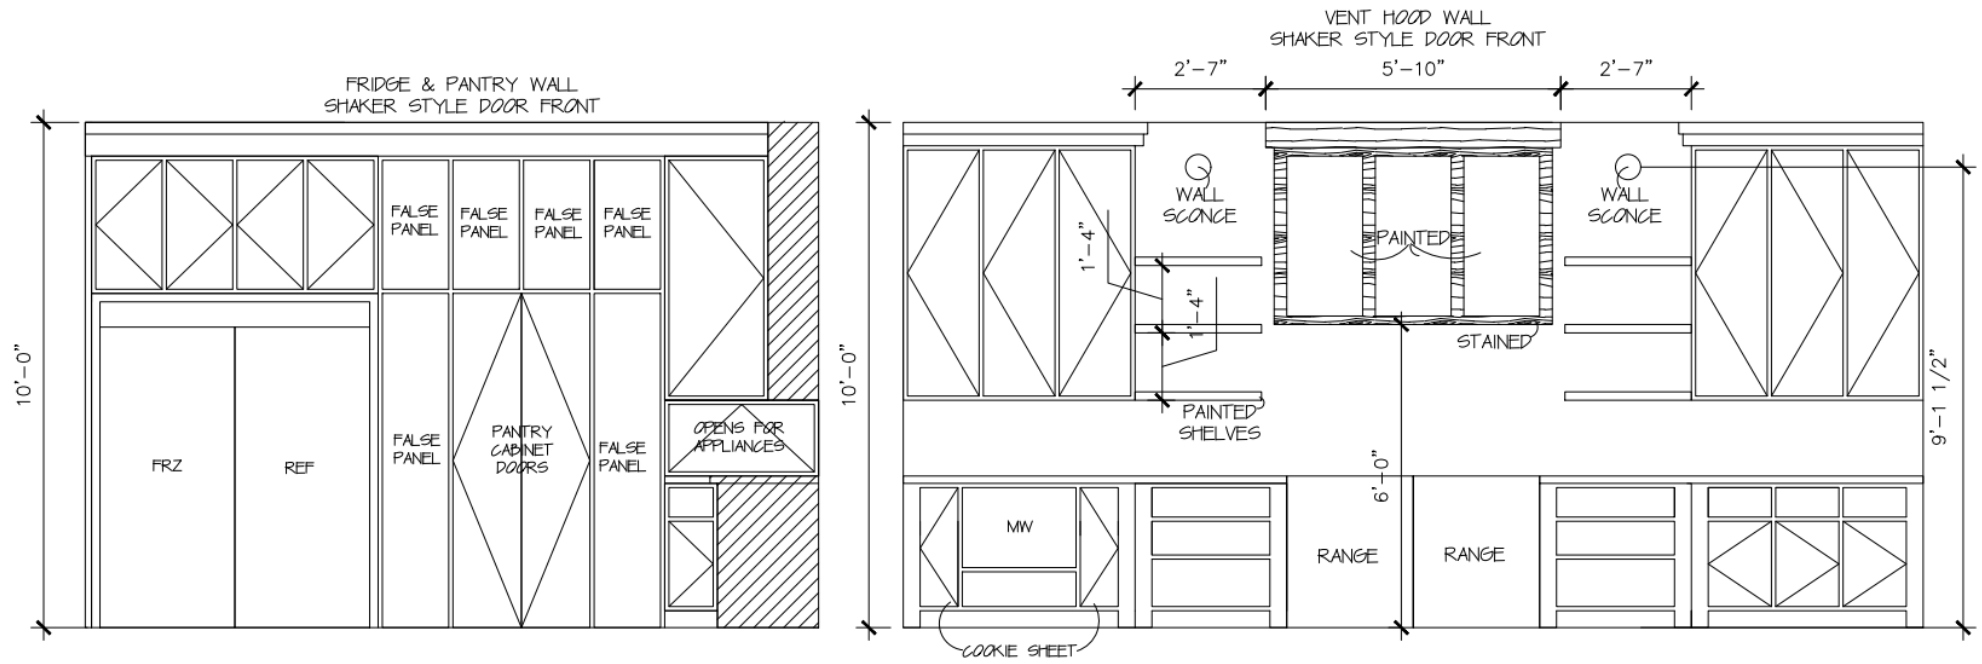 FRIDGE & PANTRY WALL
SHAKER STYLE DOOR FRONT
10'-0"
FALSE
PANEL
FALSE
PANEL
FALSE
PANEL
FALSE
PANEL
FRZ
REF
FALSE
PANEL
PANTRY
CABINET
DOORS
FALSE
PANEL
OPENS FOR
APPLIANCES
VENT HOOD WALL
SHAKER STYLE DOOR FRONT
2'-7"
5'-10"
2'-7"
10'-0"
WALL
SCONCE
1'-4"
1'-4"
PAINTED
STAINED
WALL
SCONCE
PAINTED
SHELVES
6'-0"
9'-1 1/2"
MW
RANGE
RANGE
COOKIE SHEET